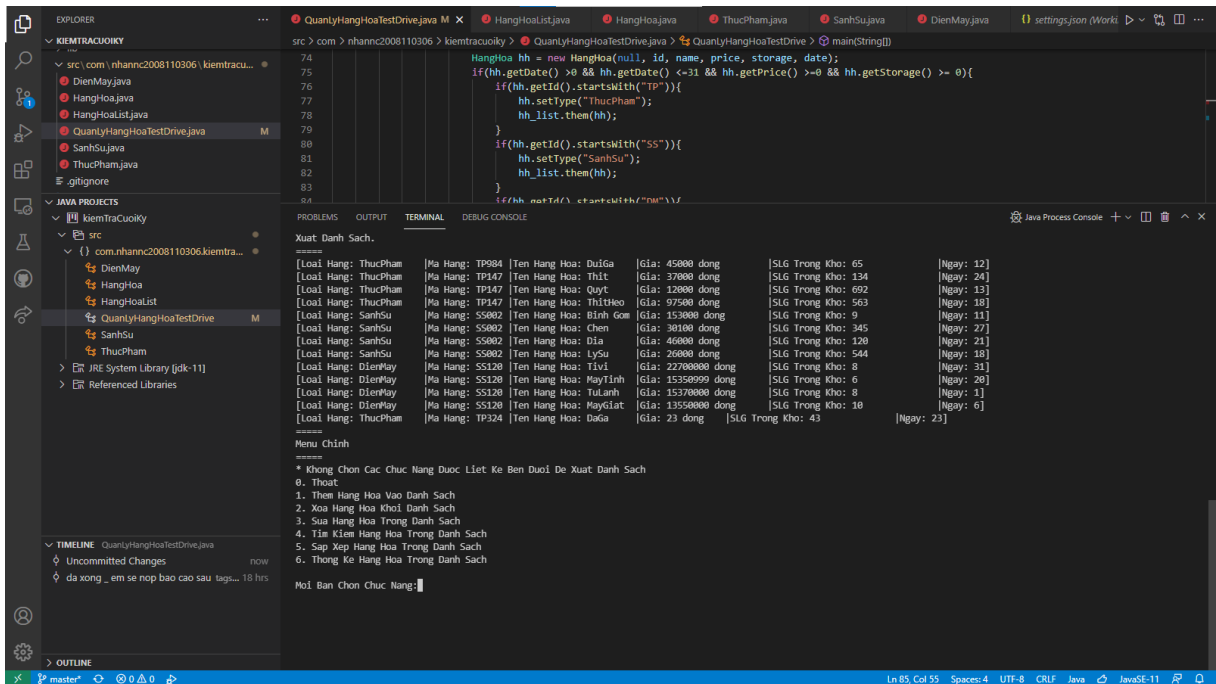 EXPLORER
QuanLyHangHoaTestDrive.java M
HangHoaList.java
HangHoa.java
ThucPham.java
SanhSu.java
DienMay.java
{} settings.json (Worki
KIEMTRACUOIKY
src > com > nhannc2008110306 > kiemtracuoiky > QuanLyHangHoaTestDrive.java > QuanLyHangHoaTestDrive > main(String[])
lib
src\com\nhannc2008110306\kiemtracu...
DienMay.java
HangHoa.java
HangHoaList.java
QuanLyHangHoaTestDrive.java M
SanhSu.java
ThucPham.java
.gitignore
JAVA PROJECTS
kiemTraCuoiKy
src
{} com.nhannc2008110306.kiemtra...
DienMay
HangHoa
HangHoaList
QuanLyHangHoaTestDrive M
SanhSu
ThucPham
JRE System Library [jdk-11]
Referenced Libraries
TIMELINE QuanLyHangHoaTestDrive.java
Uncommitted Changes now
da xong _ em se nop bao cao sau tags... 18 hrs
OUTLINE
74 HangHoa hh = new HangHoa(null, id, name, price, storage, date);
75 if(hh.getDate() >0 && hh.getDate() <=31 && hh.getPrice() >=0 && hh.getStorage() >= 0){
76 if(hh.getId().startsWith("TP")){
77 hh.setType("ThucPham");
78 hh_list.them(hh);
79 }
80 if(hh.getId().startsWith("SS")){
81 hh.setType("SanhSu");
82 hh_list.them(hh);
83 }
84 if(hh.getId().startsWith("DM")){
PROBLEMS OUTPUT TERMINAL DEBUG CONSOLE
Java Process Console
Xuat Danh Sach.
=====
[Loai Hang: ThucPham |Ma Hang: TP984 |Ten Hang Hoa: DuiGa |Gia: 45000 dong |SLG Trong Kho: 65 |Ngay: 12]
[Loai Hang: ThucPham |Ma Hang: TP147 |Ten Hang Hoa: Thit |Gia: 37000 dong |SLG Trong Kho: 134 |Ngay: 24]
[Loai Hang: ThucPham |Ma Hang: TP147 |Ten Hang Hoa: Quyt |Gia: 12000 dong |SLG Trong Kho: 692 |Ngay: 13]
[Loai Hang: ThucPham |Ma Hang: TP147 |Ten Hang Hoa: ThitHeo |Gia: 97500 dong |SLG Trong Kho: 563 |Ngay: 18]
[Loai Hang: SanhSu |Ma Hang: SS002 |Ten Hang Hoa: Binh Gom |Gia: 153000 dong |SLG Trong Kho: 9 |Ngay: 11]
[Loai Hang: SanhSu |Ma Hang: SS002 |Ten Hang Hoa: Chen |Gia: 30100 dong |SLG Trong Kho: 345 |Ngay: 27]
[Loai Hang: SanhSu |Ma Hang: SS002 |Ten Hang Hoa: Dia |Gia: 46000 dong |SLG Trong Kho: 120 |Ngay: 21]
[Loai Hang: SanhSu |Ma Hang: SS002 |Ten Hang Hoa: LySu |Gia: 26000 dong |SLG Trong Kho: 544 |Ngay: 18]
[Loai Hang: DienMay |Ma Hang: SS120 |Ten Hang Hoa: Tivi |Gia: 22700000 dong |SLG Trong Kho: 8 |Ngay: 31]
[Loai Hang: DienMay |Ma Hang: SS120 |Ten Hang Hoa: MayTinh |Gia: 15350999 dong |SLG Trong Kho: 6 |Ngay: 20]
[Loai Hang: DienMay |Ma Hang: SS120 |Ten Hang Hoa: TuLanh |Gia: 15370000 dong |SLG Trong Kho: 8 |Ngay: 1]
[Loai Hang: DienMay |Ma Hang: SS120 |Ten Hang Hoa: MayGiat |Gia: 13550000 dong |SLG Trong Kho: 10 |Ngay: 6]
[Loai Hang: ThucPham |Ma Hang: TP324 |Ten Hang Hoa: DaGa |Gia: 23 dong |SLG Trong Kho: 43 |Ngay: 23]
=====
Menu Chinh
=====
* Khong Chon Cac Chuc Nang Duoc Liet Ke Ben Duoi De Xuat Danh Sach
0. Thoat
1. Them Hang Hoa Vao Danh Sach
2. Xoa Hang Hoa Khoi Danh Sach
3. Sua Hang Hoa Trong Danh Sach
4. Tim Kiem Hang Hoa Trong Danh Sach
5. Sap Xep Hang Hoa Trong Danh Sach
6. Thong Ke Hang Hoa Trong Danh Sach
Moi Ban Chon Chuc Nang:
master* 0 0 Ln 85, Col 55 Spaces: 4 UTF-8 CRLF Java JavaSE-11